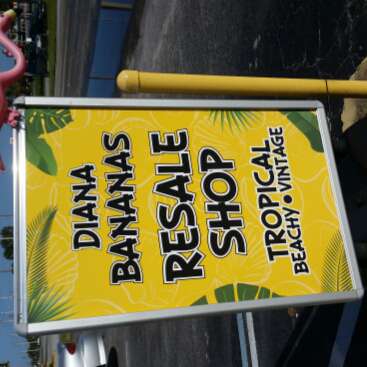 DIANA
BANANAS
RESALE
SHOP
TROPICAL
BEACHY • VINTAGE